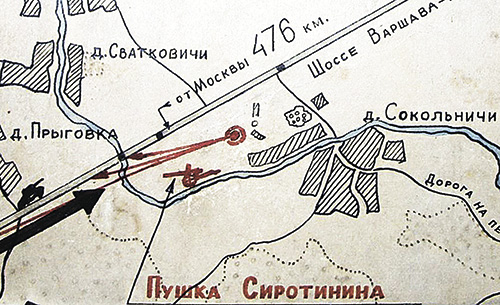 д. Сватковичи
от Москвы 476 км.
Шоссе Варшава-
д. Прыговка
д. Сокольничи
Дорога на
Пушка Сиротинина